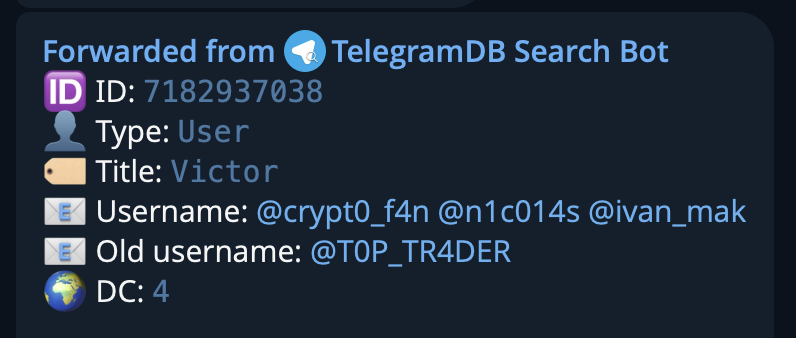 Forwarded from TelegramDB Search Bot
🆔 ID: 7182937038
👤 Type: User
🏷 Title: Victor
📧 Username: @crypt0_f4n @n1c014s @ivan_mak
📧 Old username: @T0P_TR4DER
🌍 DC: 4